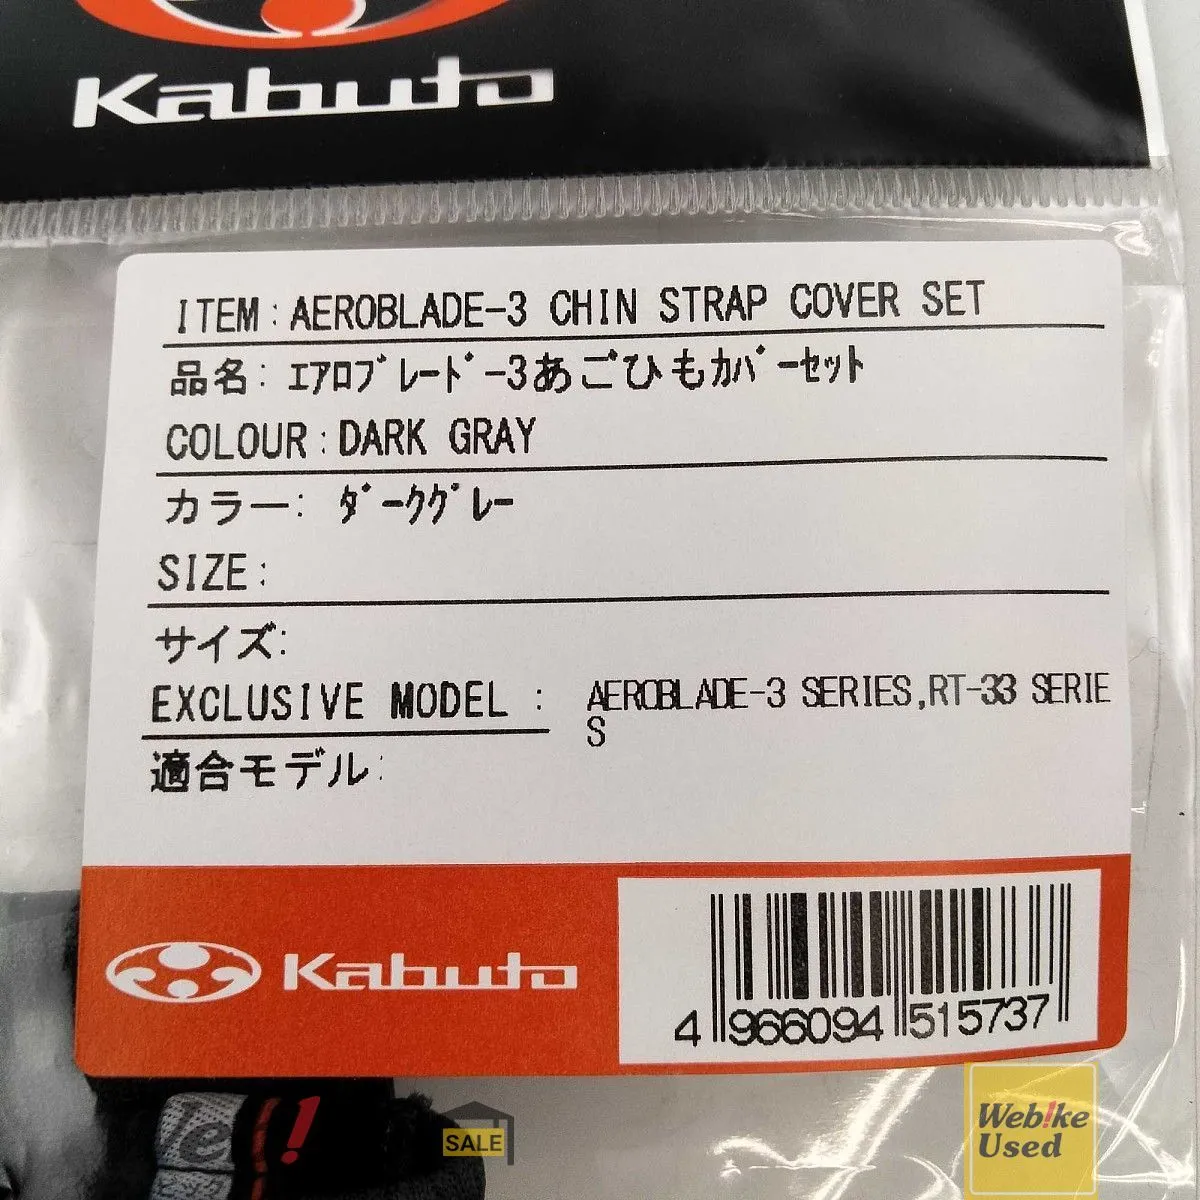 Kabuto
ITEM:AEROBLADE-3 CHIN STRAP COVER SET
品名:ｴｱﾛﾌﾞﾚｰﾄﾞ-3あごひもｶﾊﾞｰｾｯﾄ
COLOUR:DARK GRAY
カラー: ﾀﾞｰｸｸﾞﾚｰ
SIZE:
サイズ:
EXCLUSIVE MODEL : AEROBLADE-3 SERIES,RT-33 SERIE
S
適合モデル:
Kabuto
4 966094 515737
SALE
Web!ke
Used